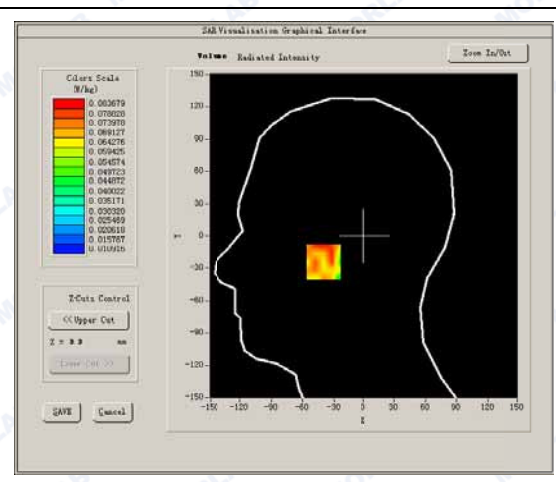 SAR Visualisation Graphical Interface
Volume Radiated Intensity
Zoom In/Out
Colors Scale
(W/kg)
0.083679
0.078828
0.073978
0.069127
0.064276
0.059425
0.054574
0.049723
0.044872
0.040022
0.035171
0.030320
0.025469
0.020618
0.015767
0.010916
150
120
90
60
30
0
-30
-60
-90
-120
-150
Y
-150 -120 -90 -60 -30 0 30 60 90 120 150
X
Z-Cuts Control
<< Upper Cut
Z = mm
Lower Cut >>
SAVE Cancel